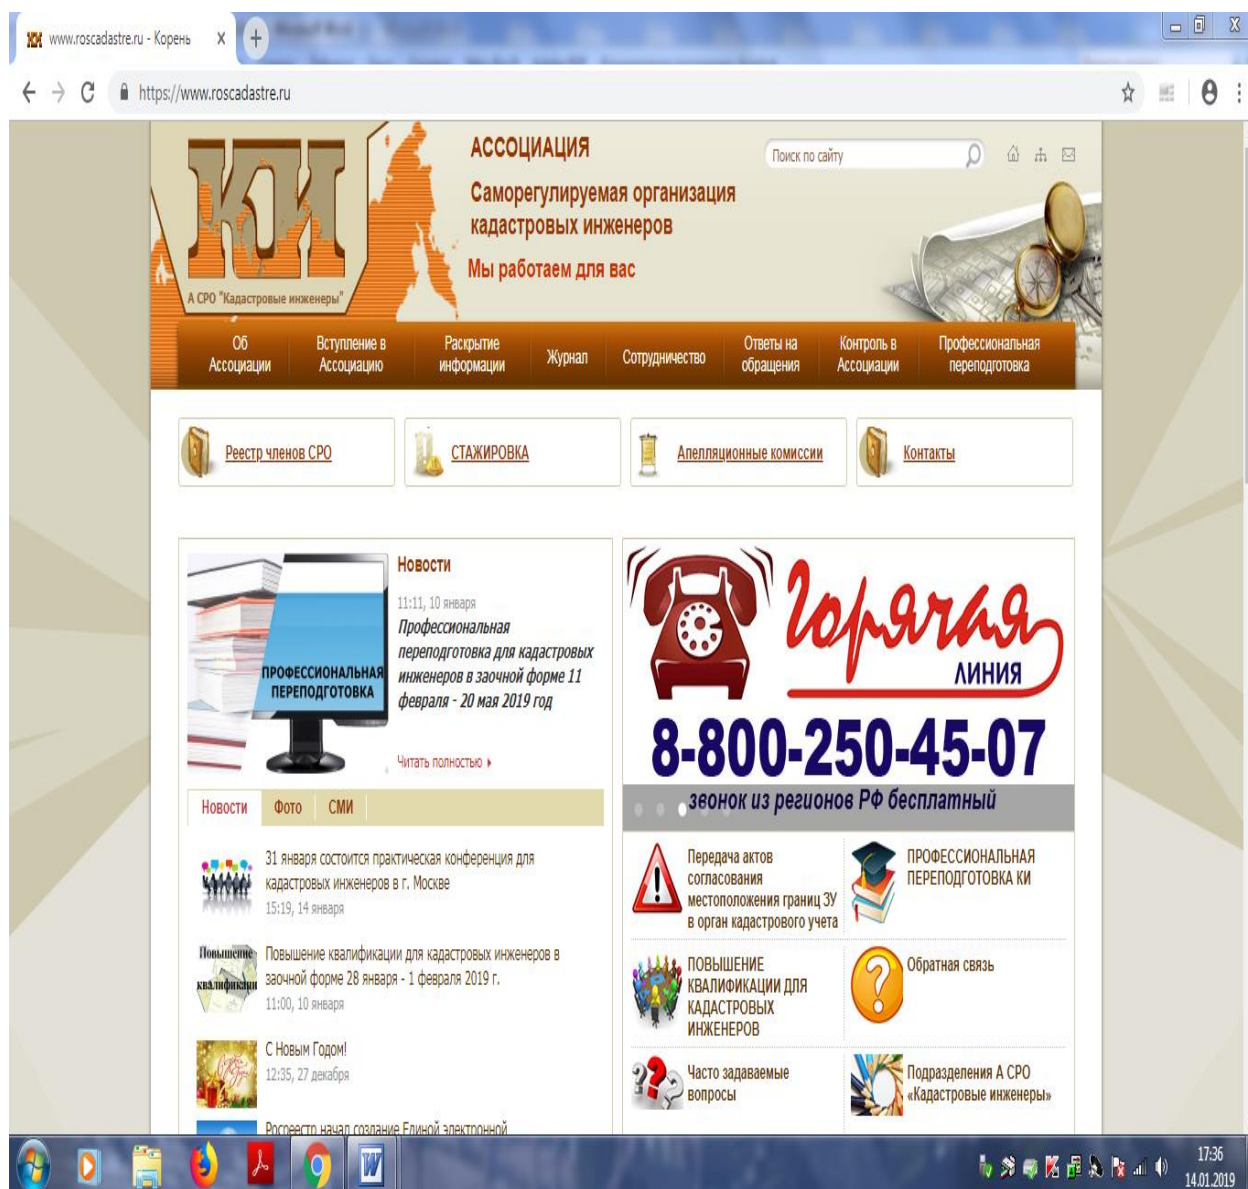 www.roscadastre.ru - Корень
https://www.roscadastre.ru
КИ
А СРО "Кадастровые инженеры"
АССОЦИАЦИЯ
Саморегулируемая организация
кадастровых инженеров
Мы работаем для вас
Поиск по сайту
Об
Ассоциации
Вступление в
Ассоциацию
Раскрытие
информации
Журнал
Сотрудничество
Ответы на
обращения
Контроль в
Ассоциации
Профессиональная
переподготовка
Реестр членов СРО
СТАЖИРОВКА
Апелляционные комиссии
Контакты
ПРОФЕССИОНАЛЬНАЯ
ПЕРЕПОДГОТОВКА
Новости
11:11, 10 января
Профессиональная
переподготовка для кадастровых
инженеров в заочной форме 11
февраля - 20 мая 2019 год
Читать полностью
Новости
Фото
СМИ
31 января состоится практическая конференция для
кадастровых инженеров в г. Москве
15:19, 14 января
Повышение
квалификации
Повышение квалификации для кадастровых инженеров в
заочной форме 28 января - 1 февраля 2019 г.
11:00, 10 января
С Новым Годом!
12:35, 27 декабря
Росреестр начал создание Единой электронной
Горячая
ЛИНИЯ
8-800-250-45-07
звонок из регионов РФ бесплатный
Передача актов
согласования
местоположения границ ЗУ
в орган кадастрового учета
ПРОФЕССИОНАЛЬНАЯ
ПЕРЕПОДГОТОВКА КИ
ПОВЫШЕНИЕ
КВАЛИФИКАЦИИ ДЛЯ
КАДАСТРОВЫХ
ИНЖЕНЕРОВ
Обратная связь
Часто задаваемые
вопросы
Подразделения А СРО
«Кадастровые инженеры»
17:36
14.01.2019